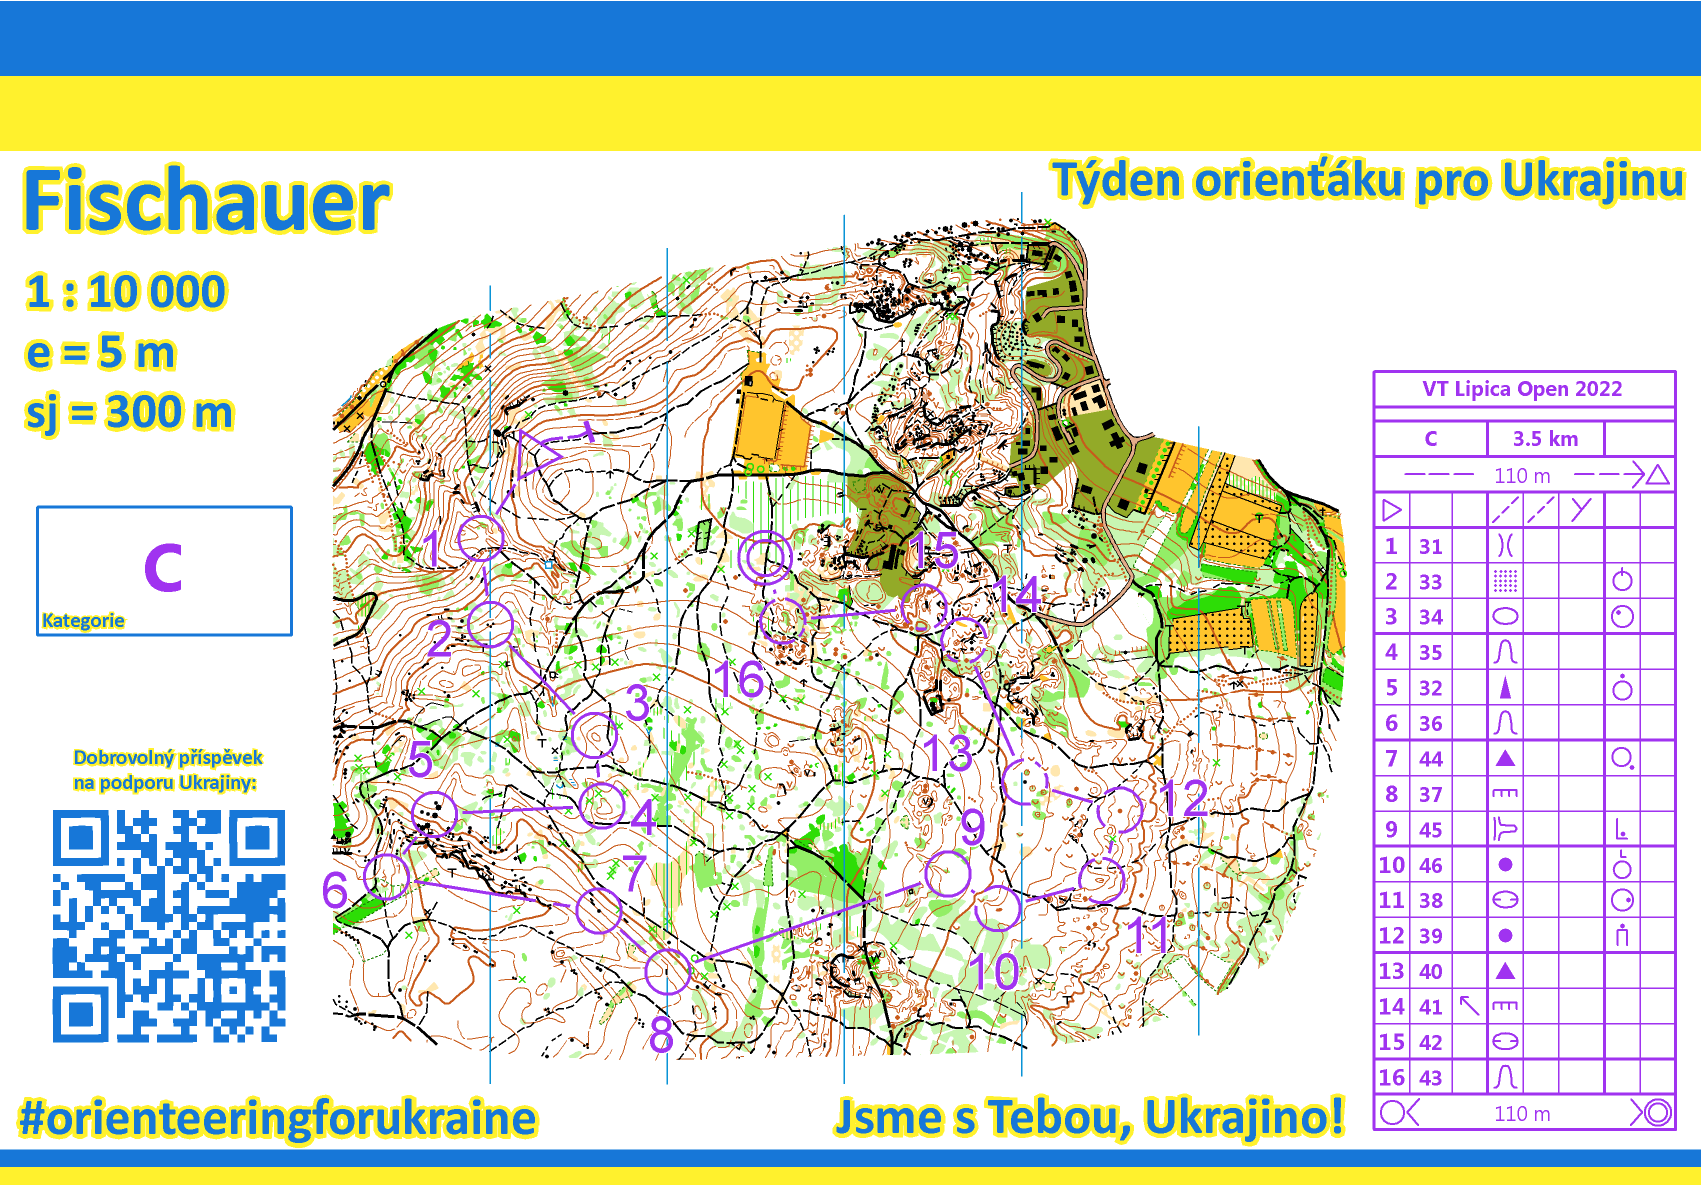 Fischauer
Týden orienťáku pro Ukrajinu
1 : 10 000
e = 5 m
sj = 300 m
C
Kategorie
Dobrovolný příspěvek
na podporu Ukrajiny:
1
2
3
4
5
6
7
8
9
10
11
12
13
14
15
16
VT Lipica Open 2022
C 3.5 km
110 m
1 31
2 33
3 34
4 35
5 32
6 36
7 44
8 37
9 45
10 46
11 38
12 39
13 40
14 41
15 42
16 43
110 m
#orienteeringforukraine
Jsme s Tebou, Ukrajino!